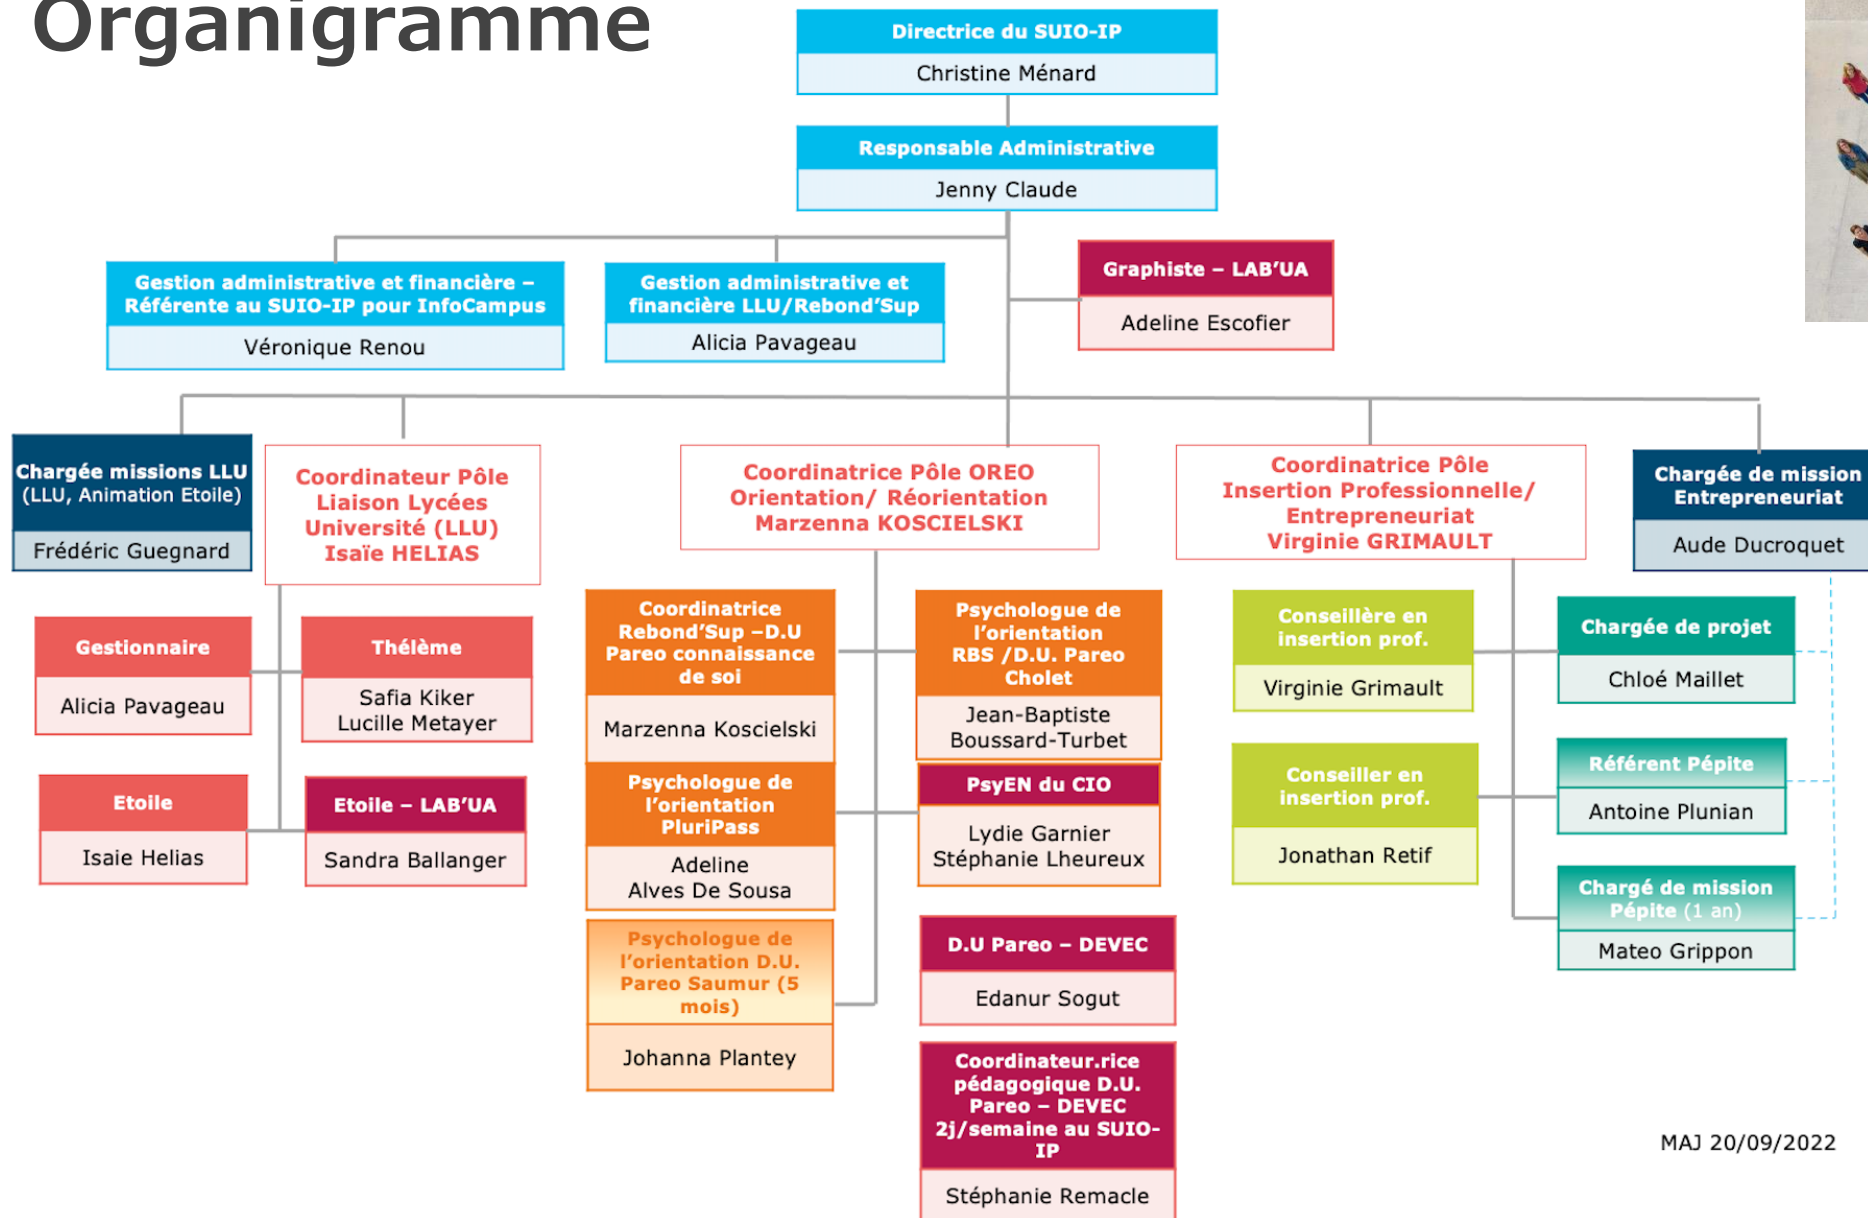 Organigramme
Directrice du SUIO-IP
Christine Ménard
Responsable Administrative
Jenny Claude
Gestion administrative et financière –
Référente au SUIO-IP pour InfoCampus
Véronique Renou
Gestion administrative et
financière LLU/Rebond'Sup
Alicia Pavageau
Graphiste – LAB'UA
Adeline Escofier
Chargée missions LLU
(LLU, Animation Etoile)
Frédéric Guegnard
Coordinateur Pôle
Liaison Lycées
Université (LLU)
Isaïe HELIAS
Coordinatrice Pôle OREO
Orientation/ Réorientation
Marzenna KOSCIELSKI
Coordinatrice Pôle
Insertion Professionnelle/
Entrepreneuriat
Virginie GRIMAULT
Chargée de mission
Entrepreneuriat
Aude Ducroquet
Gestionnaire
Alicia Pavageau
Thélème
Safia Kiker
Lucille Metayer
Etoile
Isaie Helias
Etoile – LAB'UA
Sandra Ballanger
Coordinatrice
Rebond'Sup –D.U
Pareo connaissance
de soi
Marzenna Koscielski
Psychologue de
l'orientation
RBS /D.U. Pareo
Cholet
Jean-Baptiste
Boussard-Turbet
Psychologue de
l'orientation
PluriPass
Adeline
Alves De Sousa
PsyEN du CIO
Lydie Garnier
Stéphanie Lheureux
Psychologue de
l'orientation D.U.
Pareo Saumur (5
mois)
Johanna Plantey
D.U Pareo – DEVEC
Edanur Sogut
Coordinateur.rice
pédagogique D.U.
Pareo – DEVEC
2j/semaine au SUIO-
IP
Stéphanie Remacle
Conseillère en
insertion prof.
Virginie Grimault
Chargée de projet
Chloé Maillet
Conseiller en
insertion prof.
Jonathan Retif
Référent Pépite
Antoine Plunian
Chargé de mission
Pépite (1 an)
Mateo Grippon
MAJ 20/09/2022